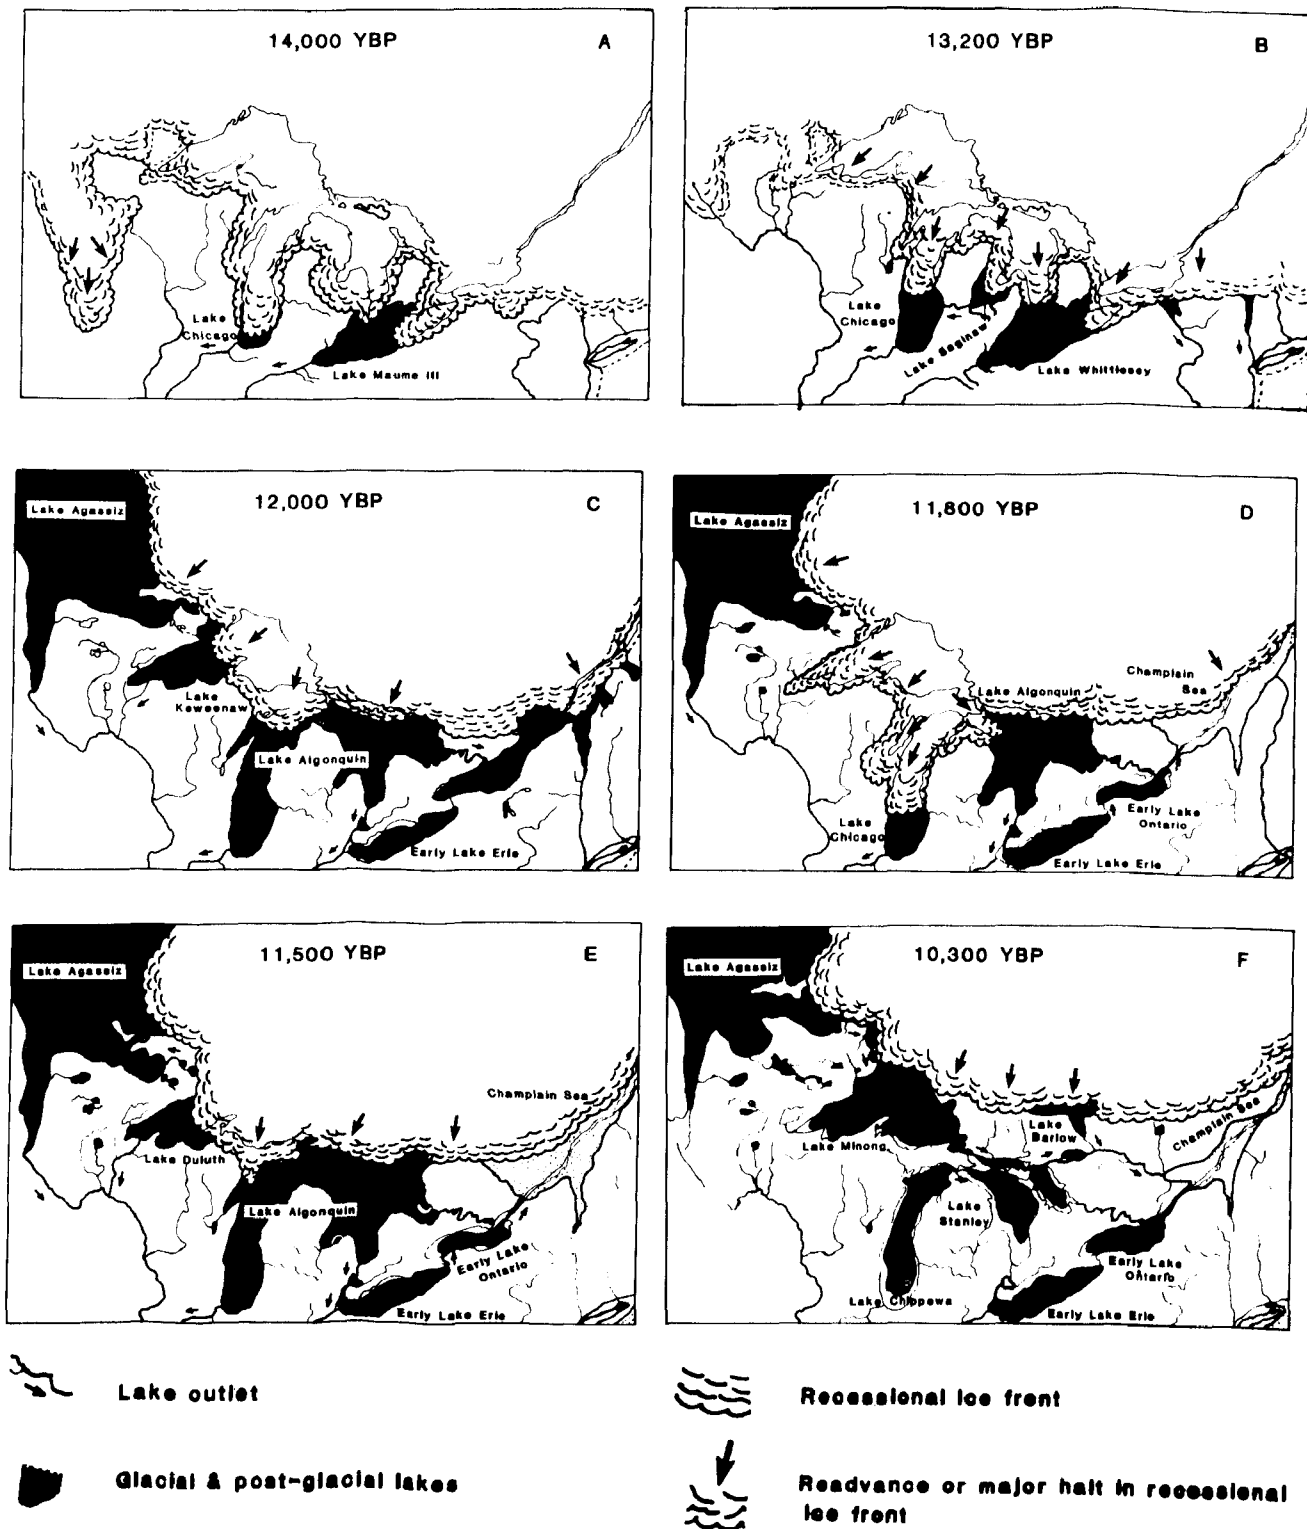 14,000 YBP
A
Lake
Chicago
Lake Maume III
13,200 YBP
B
Lake
Chicago
Lake Saginaw
Lake Whittlesey
12,000 YBP
C
Lake Agassiz
Lake
Keweenaw
Lake Algonquin
Early Lake Erie
11,800 YBP
D
Lake Agassiz
Champlain
Sea
Lake Algonquin
Lake
Chicago
Early Lake
Ontario
Early Lake Erie
11,500 YBP
E
Lake Agassiz
Champlain Sea
Lake Duluth
Lake Algonquin
Early Lake
Ontario
Early Lake Erie
10,300 YBP
F
Lake Agassiz
Lake
Barlow
Champlain Sea
Lake Minong
Lake
Stanley
Early Lake
Ontario
Lake Chippewa
Early Lake Erie
Lake outlet
Recessional ice front
Glacial & post-glacial lakes
Readvance or major halt in recessional
ice front